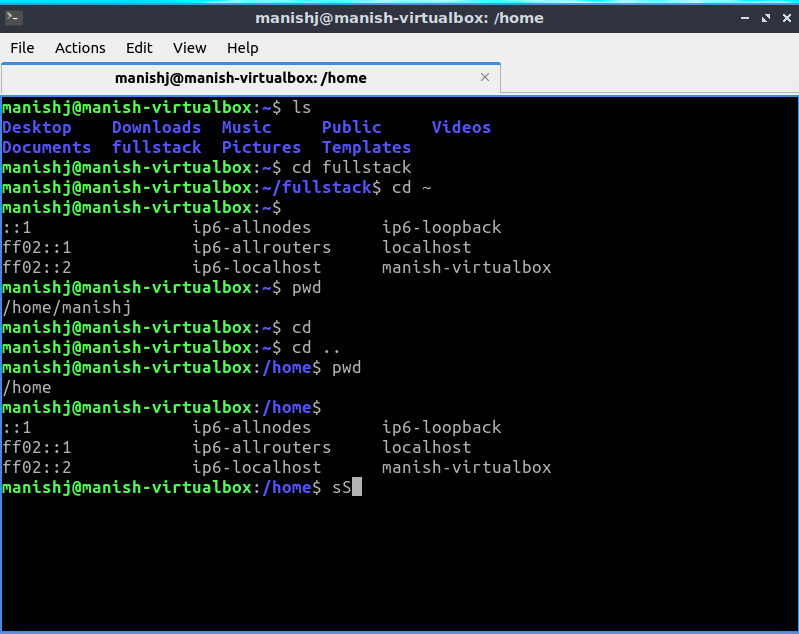 manishj@manish-virtualbox: /home
File Actions Edit View Help
manishj@manish-virtualbox: /home
manishj@manish-virtualbox:~$ ls
Desktop    Downloads  Music      Public     Videos
Documents  fullstack  Pictures  Templates
manishj@manish-virtualbox:~$ cd fullstack
manishj@manish-virtualbox:~/fullstack$ cd ~
manishj@manish-virtualbox:~$
::1                ip6-allnodes       ip6-loopback
ff02::1            ip6-allrouters     localhost
ff02::2            ip6-localhost      manish-virtualbox
manishj@manish-virtualbox:~$ pwd
/home/manishj
manishj@manish-virtualbox:~$ cd
manishj@manish-virtualbox:~$ cd ..
manishj@manish-virtualbox:/home$ pwd
/home
manishj@manish-virtualbox:/home$
::1                ip6-allnodes       ip6-loopback
ff02::1            ip6-allrouters     localhost
ff02::2            ip6-localhost      manish-virtualbox
manishj@manish-virtualbox:/home$ sS